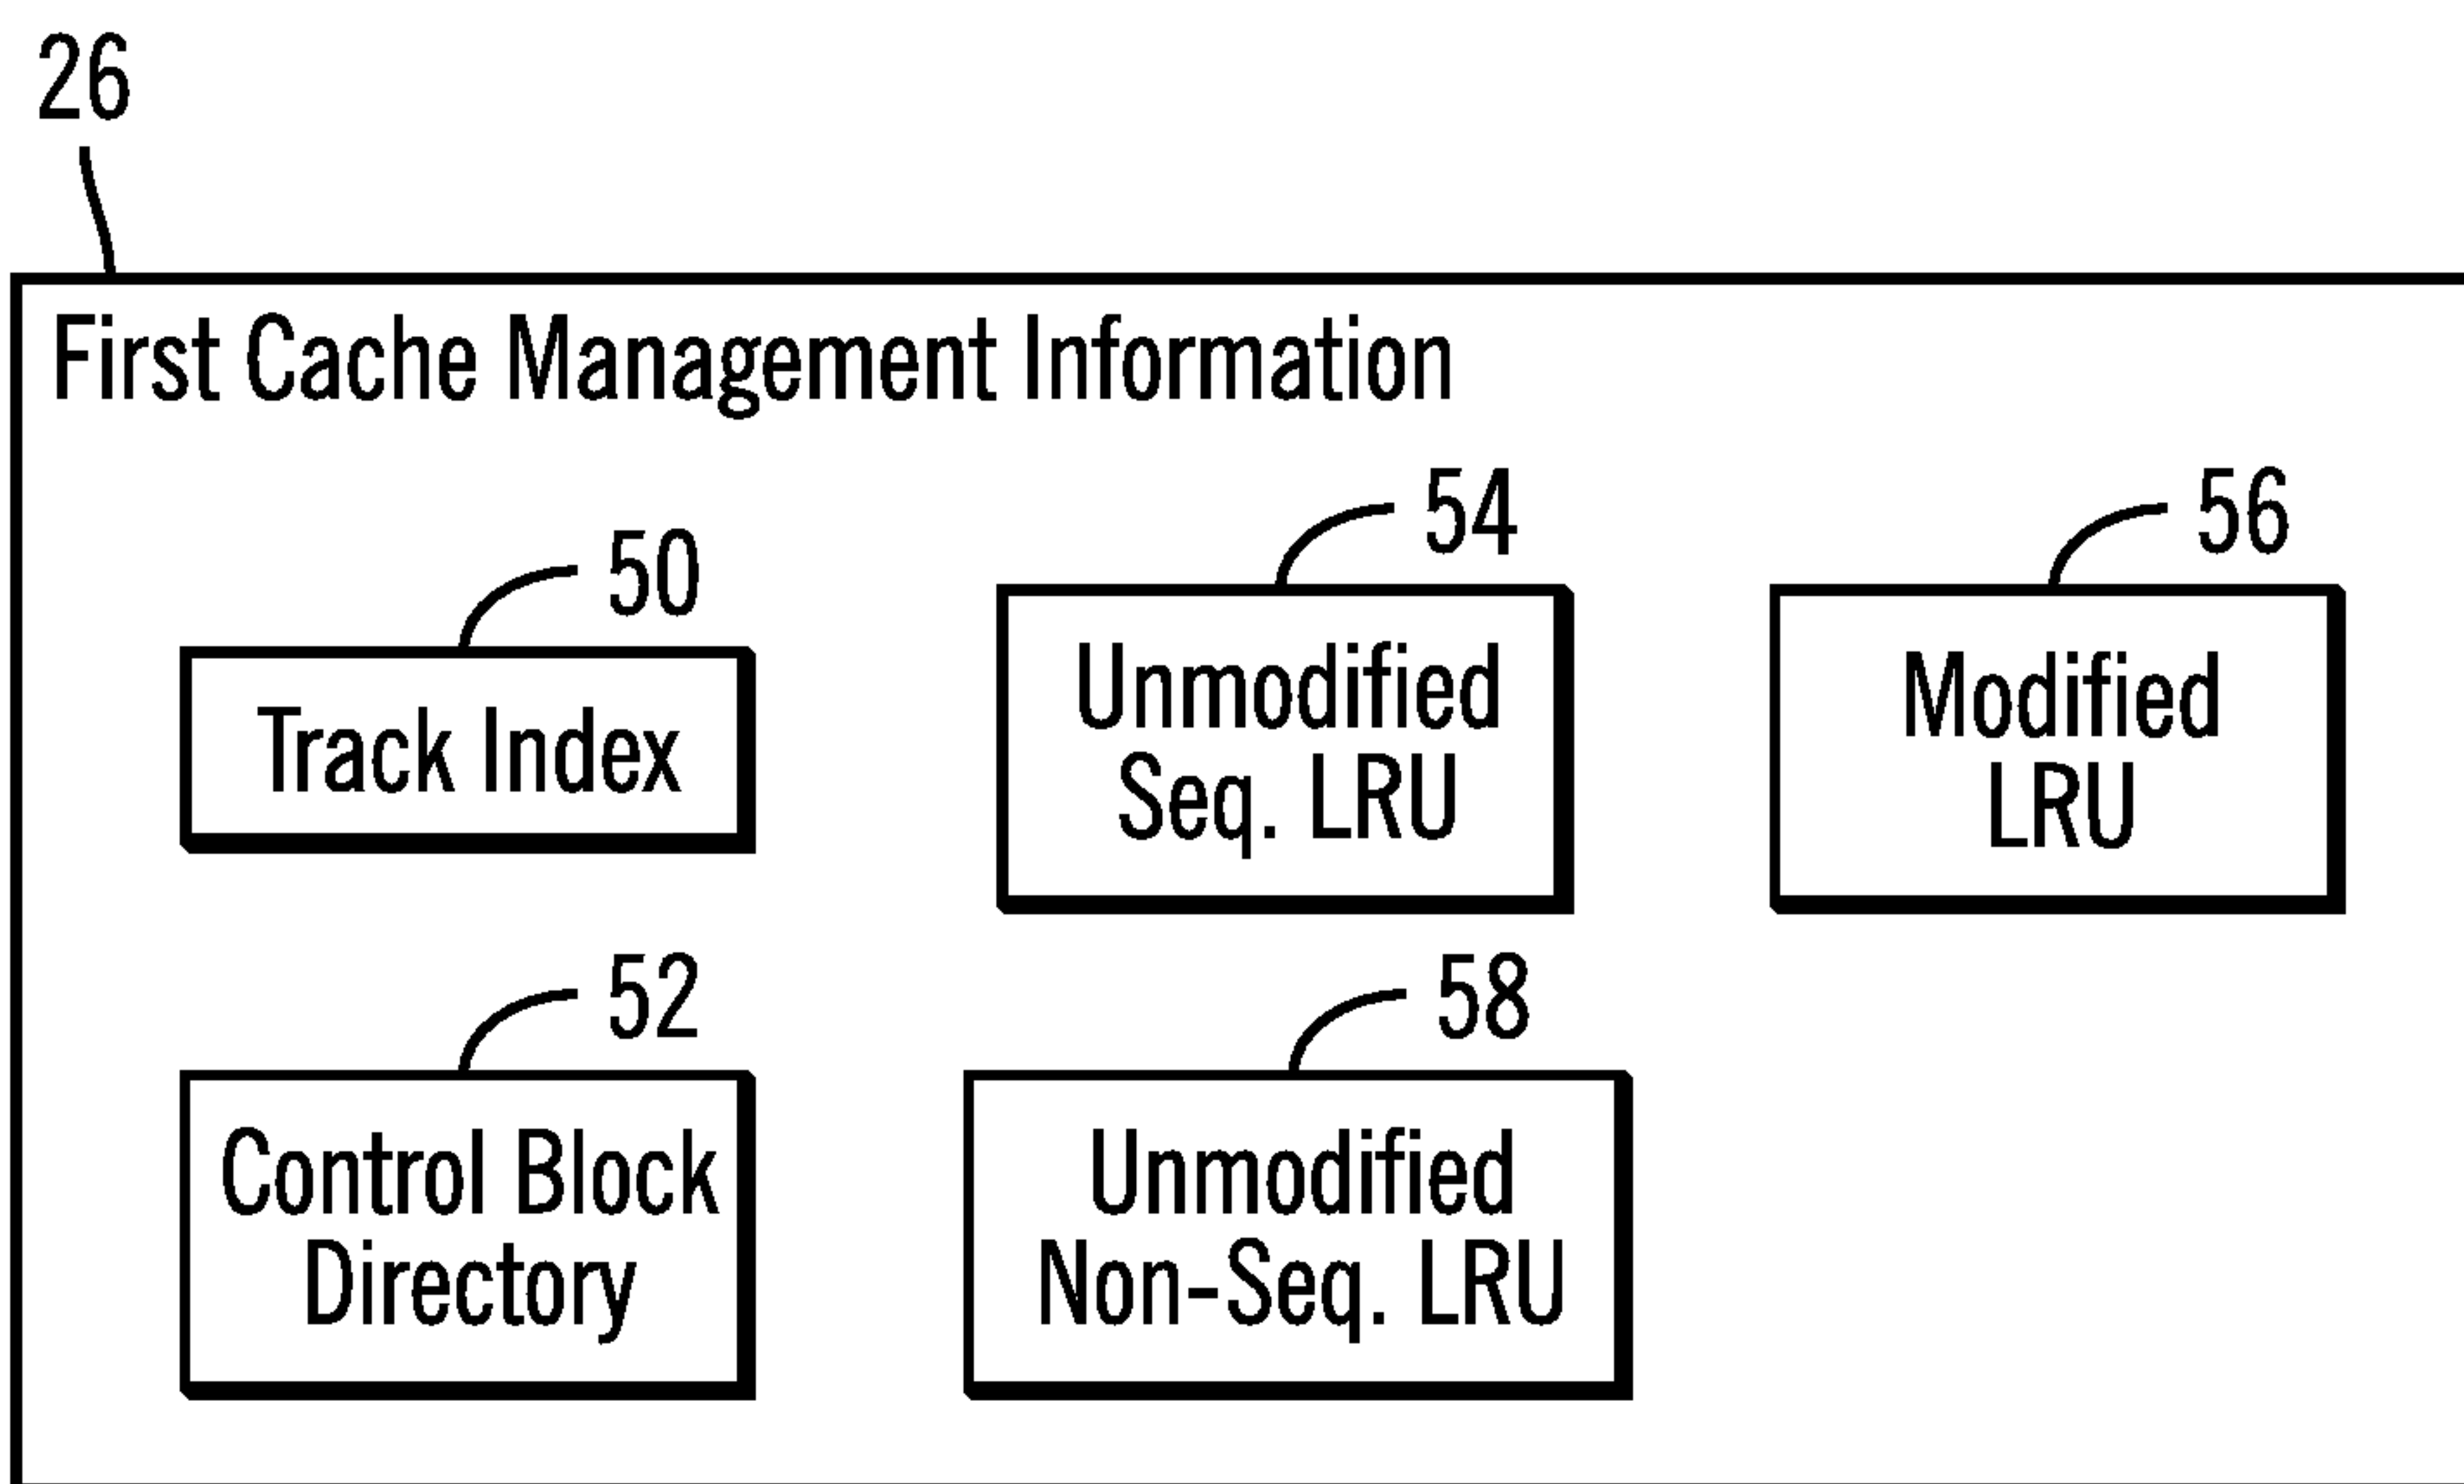 26
First Cache Management Information
50
Track Index
54
Unmodified
Seq. LRU
56
Modified
LRU
52
Control Block
Directory
58
Unmodified
Non-Seq. LRU